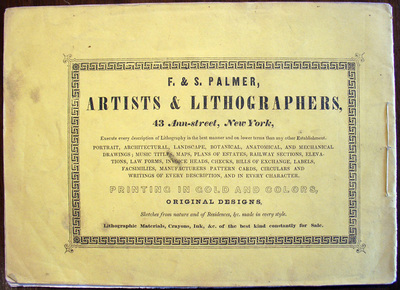 F. & S. PALMER,
ARTISTS & LITHOGRAPHERS,
43 Ann-street, New York,
Execute every description of Lithography in the best manner and on lower terms than any other Establishment.
PORTRAIT, ARCHITECTURAL, LANDSCAPE, BOTANICAL, ANATOMICAL, AND MECHANICAL
DRAWINGS; MUSIC TITLES, MAPS, PLANS OF ESTATES, RAILWAY SECTIONS, ELEVA-
TIONS, LAW FORMS, INVOICE HEADS, CHECKS, BILLS OF EXCHANGE, LABELS,
FACSIMILIES, MANUFACTURERS PATTERN CARDS, CIRCULARS AND
WRITINGS OF EVERY DESCRIPTION, AND IN EVERY CHARACTER.
PRINTING IN GOLD AND COLORS,
ORIGINAL DESIGNS,
Sketches from nature and of Residences, &c. made in every style.
Lithographic Materials, Crayons, Ink, &c. of the best kind constantly for Sale.